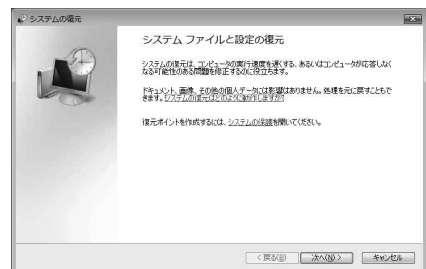 システムの復元
システム ファイルと設定の復元
システムの復元は、コンピュータの実行速度を遅くする、あるいはコンピュータが応答しなく
なる可能性のある問題を修正するのに役立ちます。
ドキュメント、画像、その他の個人データには影響はありません。処理を元に戻すこともで
きます。システムの復元はどのように動作しますか?
復元ポイントを作成するには、システムの保護を開いてください。
< 戻る(B) 次へ(N) > キャンセル